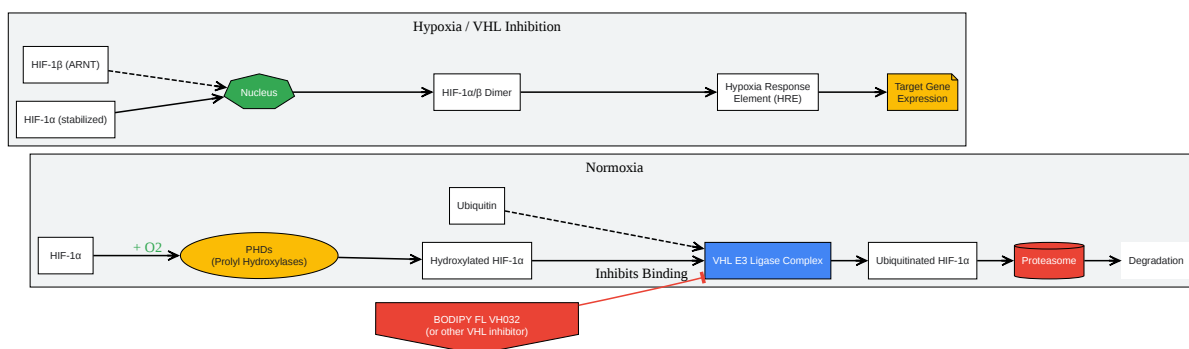 Hypoxia / VHL Inhibition
HIF-1β (ARNT)
HIF-1α (stabilized)
Nucleus
HIF-1α/β Dimer
Hypoxia Response
Element (HRE)
Target Gene
Expression
Normoxia
Ubiquitin
HIF-1α
+ O2
PHDs
(Prolyl Hydroxylases)
Hydroxylated HIF-1α
Inhibits Binding
VHL E3 Ligase Complex
Ubiquitinated HIF-1α
Proteasome
Degradation
BODIPY FL VH032
(or other VHL inhibitor)